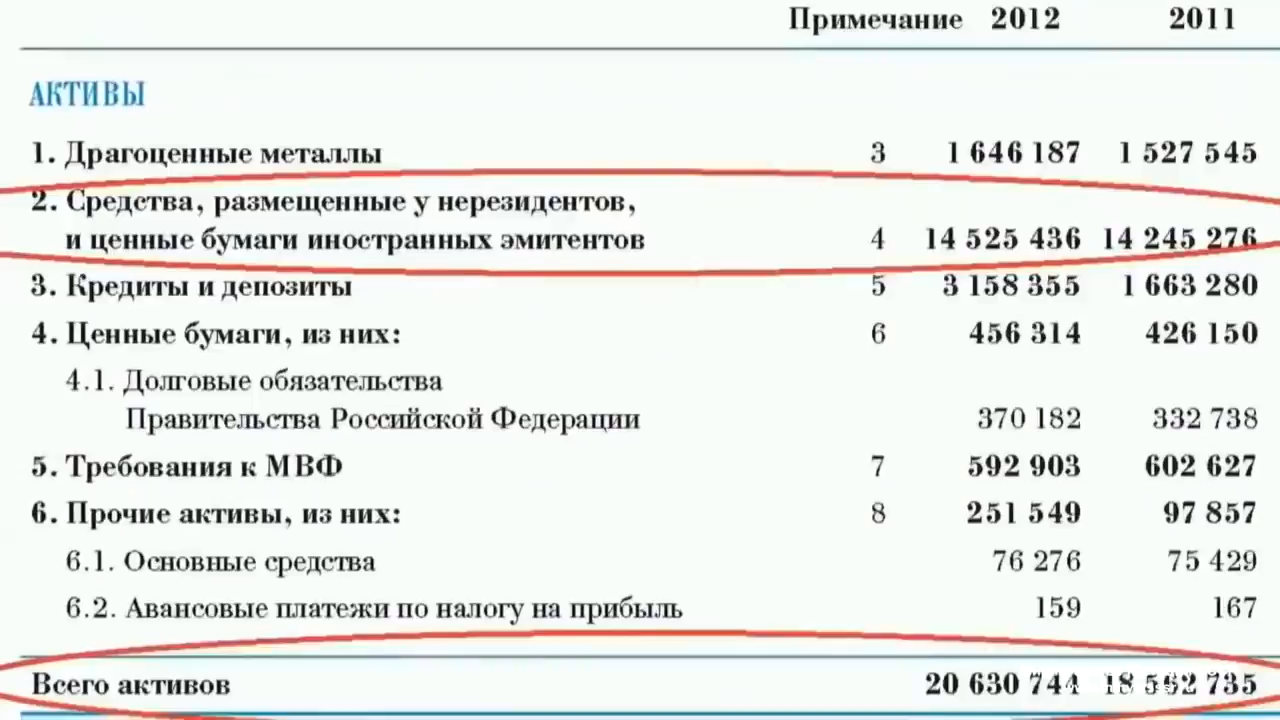 Примечание 2012 2011
АКТИВЫ
1. Драгоценные металлы 3 1 646 187 1 527 545
2. Средства, размещенные у нерезидентов,
и ценные бумаги иностранных эмитентов 4 14 525 436 14 245 276
3. Кредиты и депозиты 5 3 158 355 1 663 280
4. Ценные бумаги, из них: 6 456 314 426 150
4.1. Долговые обязательства
Правительства Российской Федерации 370 182 332 738
5. Требования к МВФ 7 592 903 602 627
6. Прочие активы, из них: 8 251 549 97 857
6.1. Основные средства 76 276 75 429
6.2. Авансовые платежи по налогу на прибыль 159 167
Всего активов 20 630 744 18 562 735